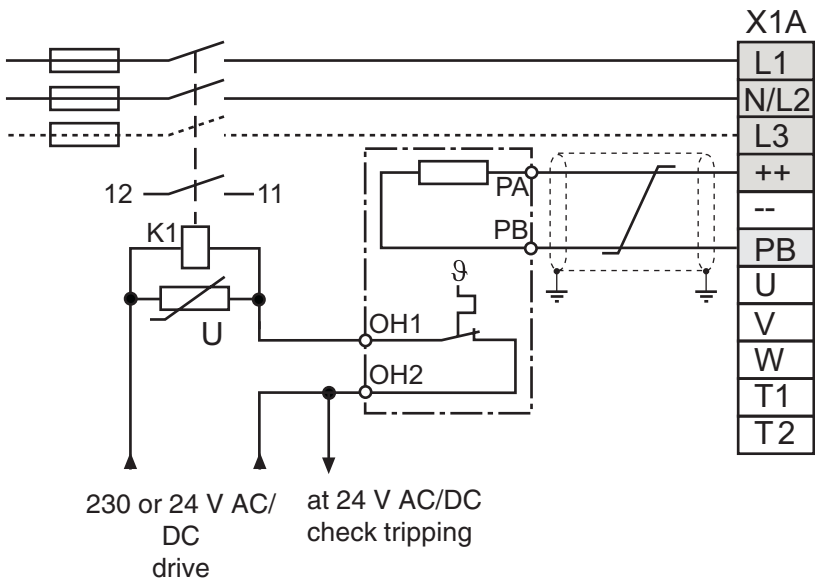 X1A
L1
N/L2
L3
++
--
PB
U
V
W
T1
T2
12
11
K1
U
PA
PB
ϑ
OH1
OH2
230 or 24 V AC/
DC
drive
at 24 V AC/DC
check tripping